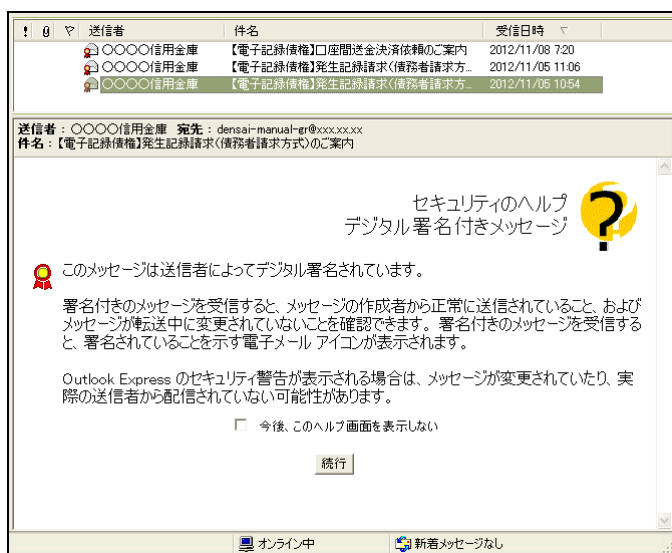 ! 送信者 件名 受信日時
〇〇〇〇信用金庫 【電子記録債権】口座間送金決済依頼のご案内 2012/11/08 7:20
〇〇〇〇信用金庫 【電子記録債権】発生記録請求(債務者請求方... 2012/11/05 11:06
〇〇〇〇信用金庫 【電子記録債権】発生記録請求(債務者請求方... 2012/11/05 10:54
送信者: 〇〇〇〇信用金庫 宛先: densai-manual-gr@xxx.xx.xx
件名: 【電子記録債権】発生記録請求(債務者請求方式)のご案内
セキュリティのヘルプ
デジタル署名付きメッセージ
このメッセージは送信者によってデジタル署名されています。
署名付きのメッセージを受信すると、メッセージの作成者から正常に送信されていること、および
メッセージが転送中に変更されていないことを確認できます。署名付きのメッセージを受信する
と、署名されていることを示す電子メール アイコンが表示されます。
Outlook Express のセキュリティ警告が表示される場合は、メッセージが変更されていたり、実
際の送信者から配信されていない可能性があります。
今後、このヘルプ画面を表示しない
続行
オンライン中 新着メッセージなし